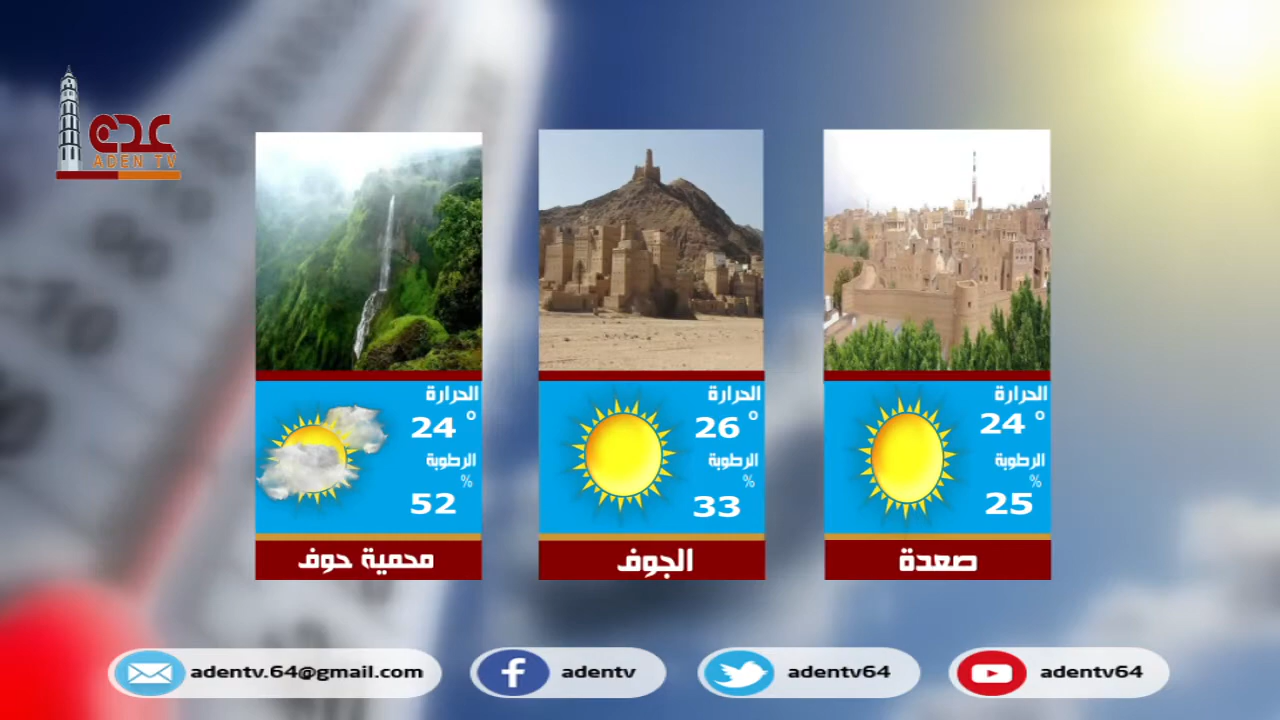 عدن
ADEN TV
الحرارة
24 °
الرطوبة
%
25
صعدة
الحرارة
26 °
الرطوبة
%
33
الجوف
الحرارة
24 °
الرطوبة
%
52
محمية حوف
adentv.64@gmail.com
adentv
adentv64
adentv64